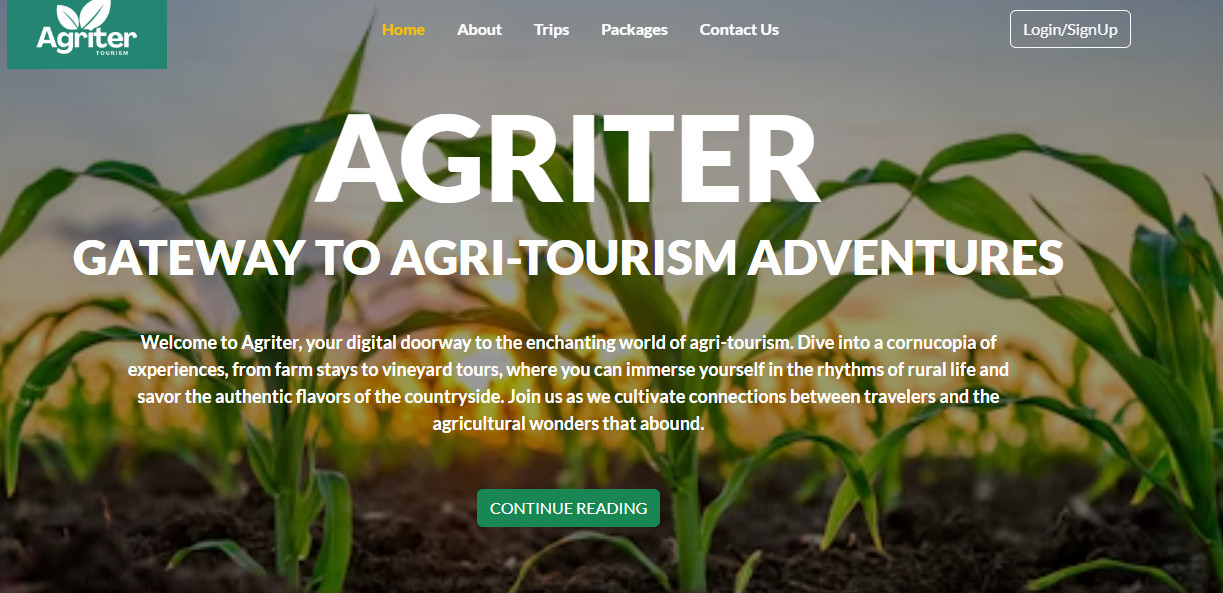 Agriter
TOURISM
Home About Trips Packages Contact Us Login/SignUp
AGRITER
GATEWAY TO AGRI-TOURISM ADVENTURES
Welcome to Agriter, your digital doorway to the enchanting world of agri-tourism. Dive into a cornucopia of
experiences, from farm stays to vineyard tours, where you can immerse yourself in the rhythms of rural life and
savor the authentic flavors of the countryside. Join us as we cultivate connections between travelers and the
agricultural wonders that abound.
CONTINUE READING